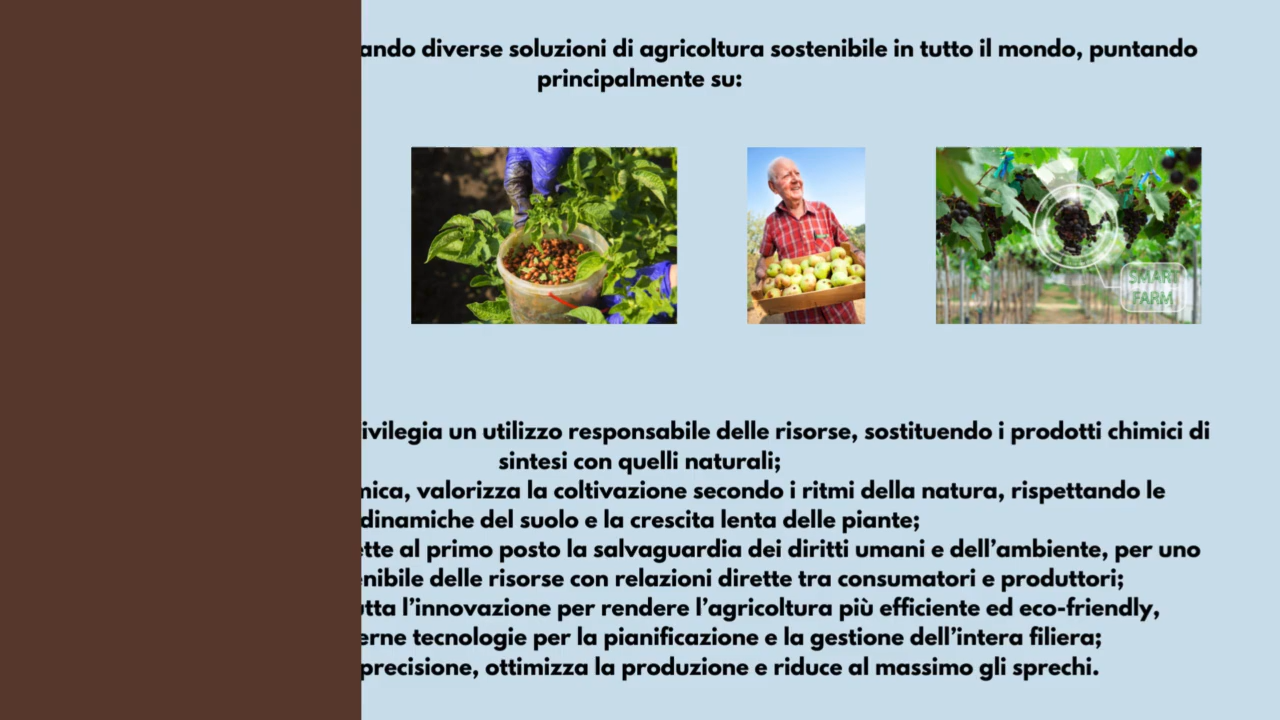 ando diverse soluzioni di agricoltura sostenibile in tutto il mondo, puntando
principalmente su:
SMART
FARM
ivilegia un utilizzo responsabile delle risorse, sostituendo i prodotti chimici di
sintesi con quelli naturali;
mica, valorizza la coltivazione secondo i ritmi della natura, rispettando le
dinamiche del suolo e la crescita lenta delle piante;
ette al primo posto la salvaguardia dei diritti umani e dell'ambiente, per uno
enibile delle risorse con relazioni dirette tra consumatori e produttori;
utta l'innovazione per rendere l'agricoltura più efficiente ed eco-friendly,
erne tecnologie per la pianificazione e la gestione dell'intera filiera;
precisione, ottimizza la produzione e riduce al massimo gli sprechi.